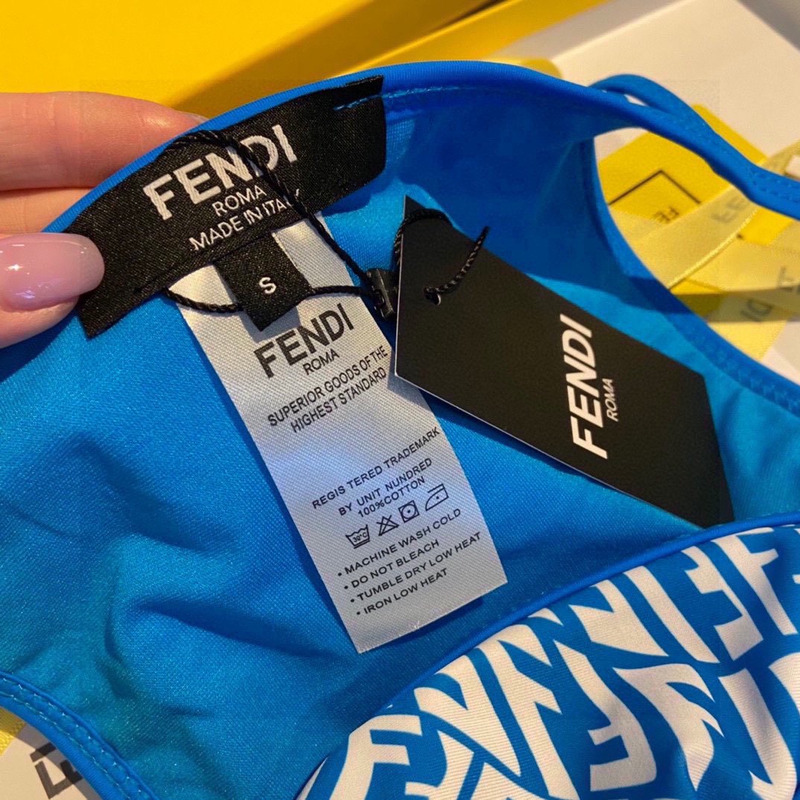 FENDI
ROMA
MADE IN ITALY
S
FENDI
ROMA
SUPERIOR GOODS OF THE
HIGHEST STANDARD
REGIS TERED TRADEMARK
BY UNIT NUNDRED
100%COTTON
30°C
• MACHINE WASH COLD
• DO NOT BLEACH
• TUMBLE DRY LOW HEAT
• IRON LOW HEAT
FENDI
ROMA